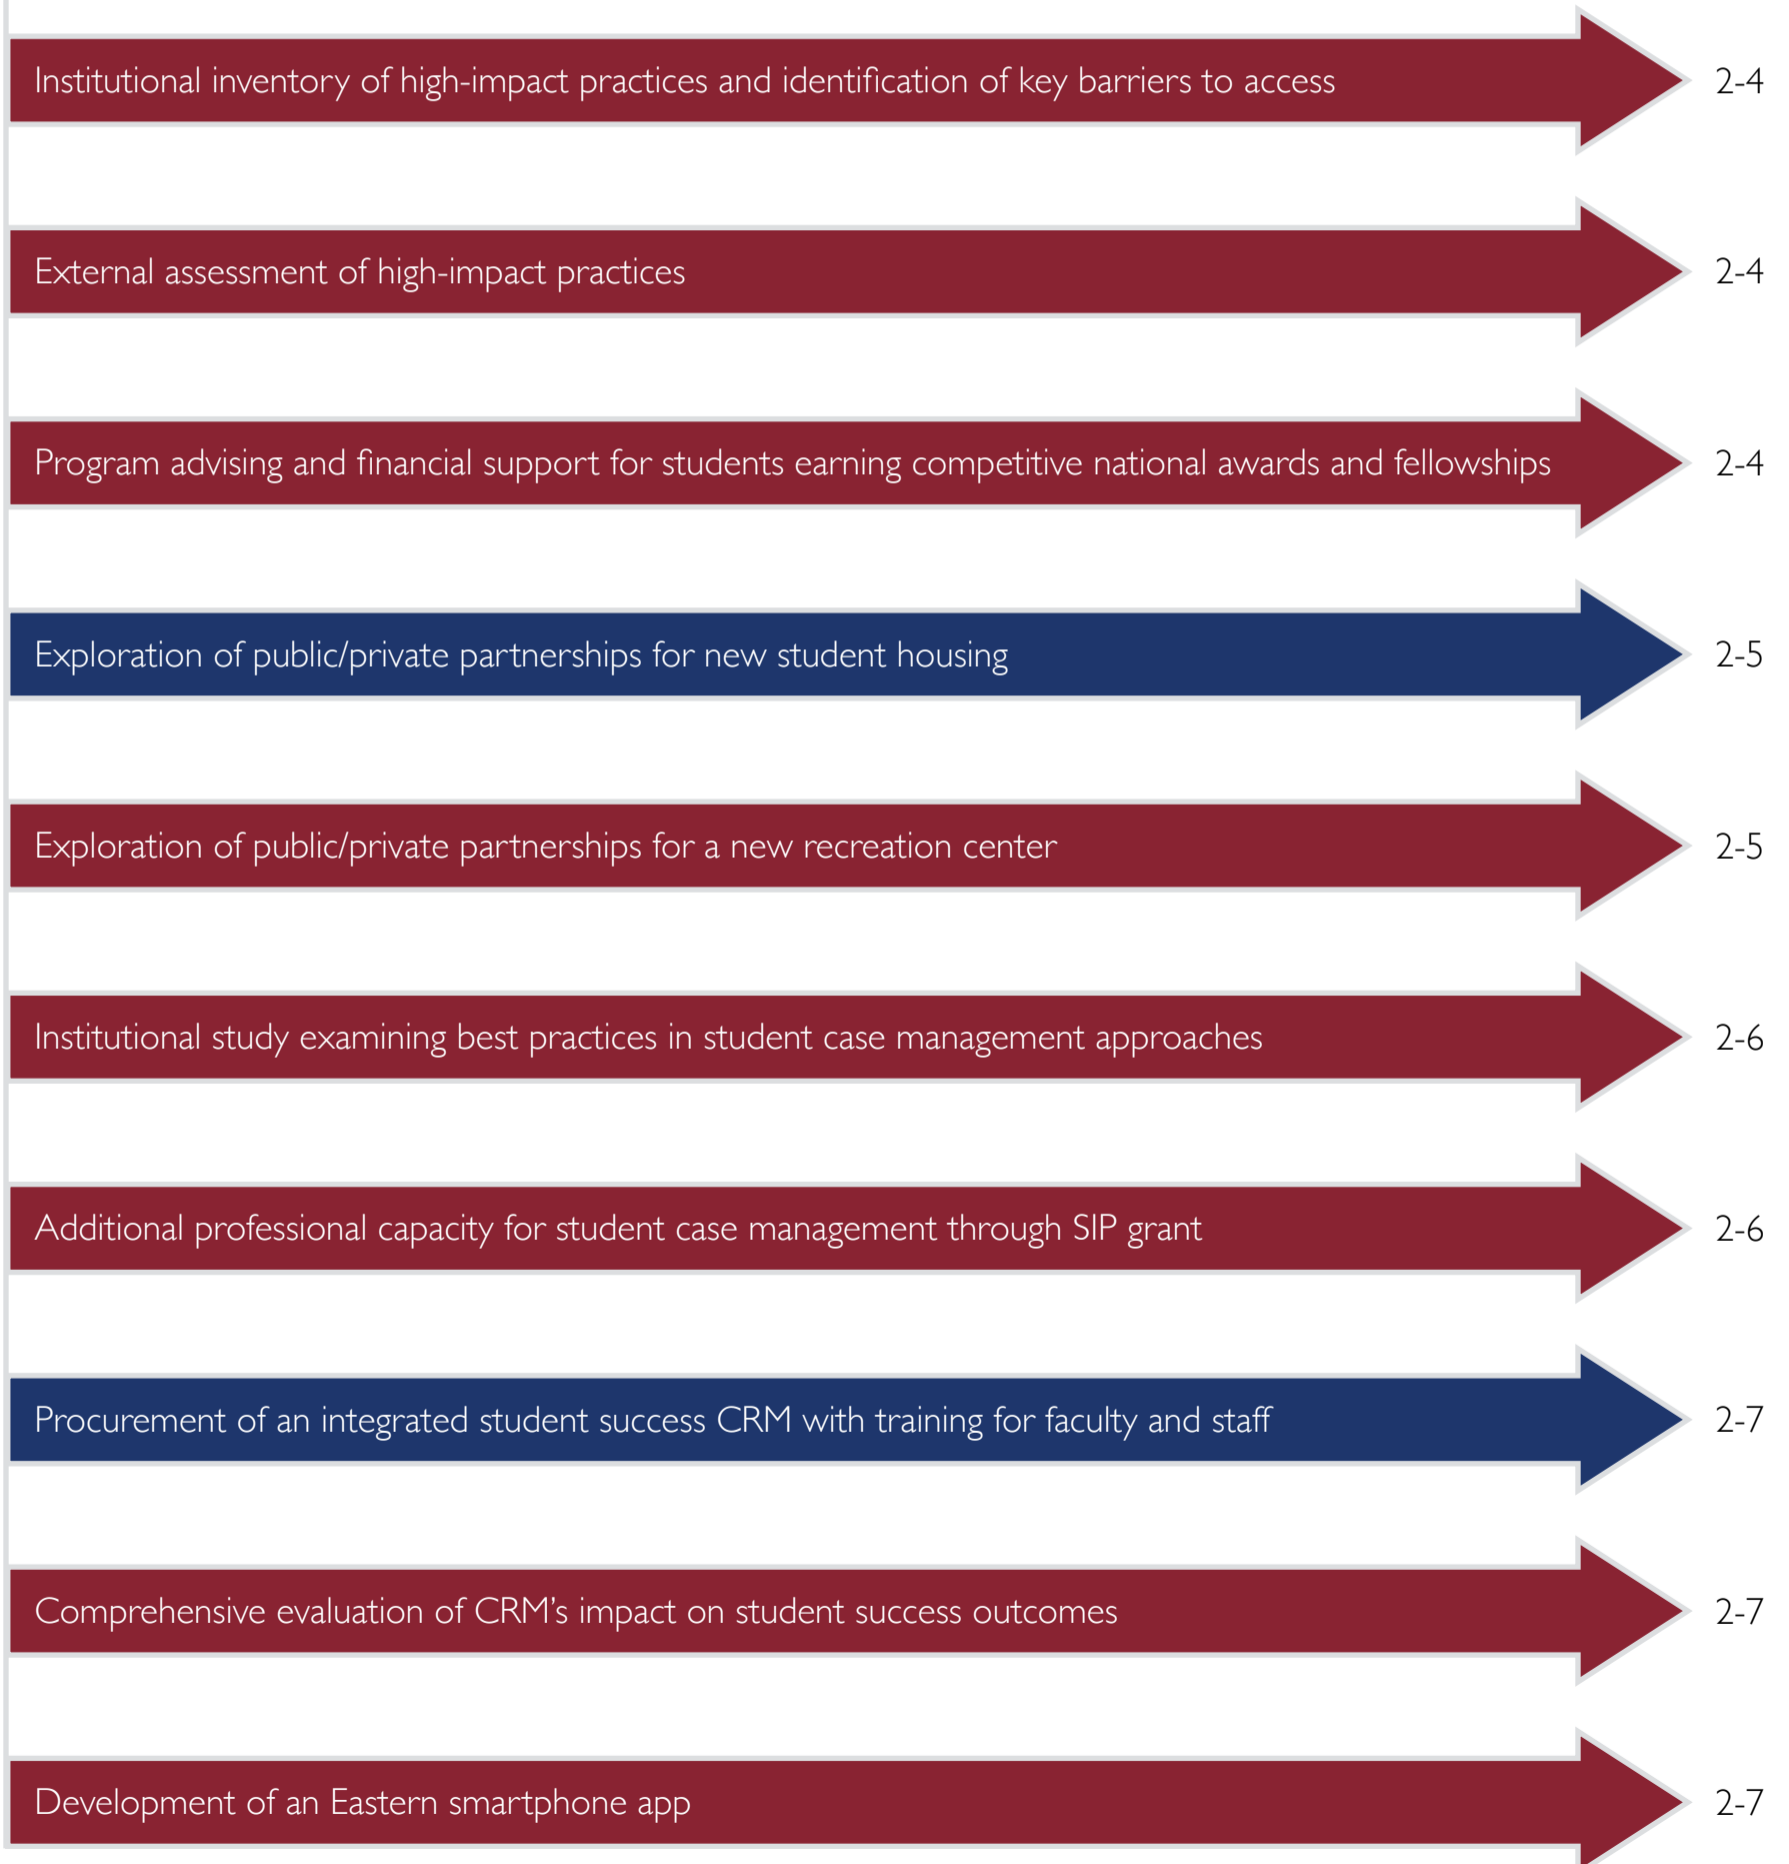 Institutional inventory of high-impact practices and identification of key barriers to access 2-4
External assessment of high-impact practices 2-4
Program advising and financial support for students earning competitive national awards and fellowships 2-4
Exploration of public/private partnerships for new student housing 2-5
Exploration of public/private partnerships for a new recreation center 2-5
Institutional study examining best practices in student case management approaches 2-6
Additional professional capacity for student case management through SIP grant 2-6
Procurement of an integrated student success CRM with training for faculty and staff 2-7
Comprehensive evaluation of CRM’s impact on student success outcomes 2-7
Development of an Eastern smartphone app 2-7